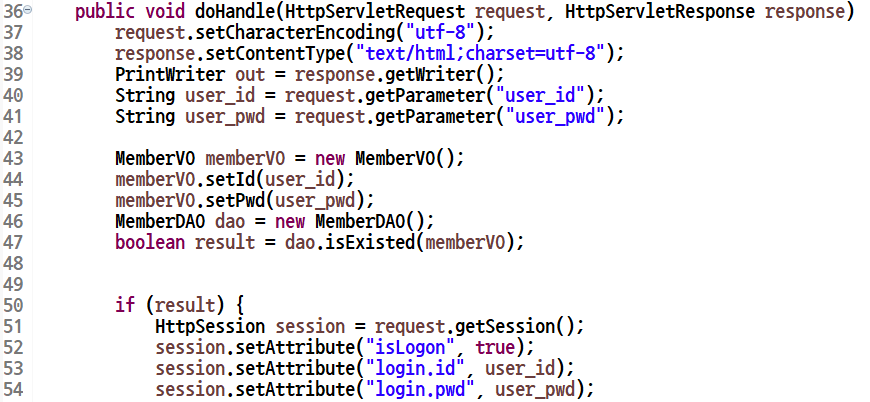 36 public void doHandle(HttpServletRequest request, HttpServletResponse response)
37 request.setCharacterEncoding("utf-8");
38 response.setContentType("text/html;charset=utf-8");
39 PrintWriter out = response.getWriter();
40 String user_id = request.getParameter("user_id");
41 String user_pwd = request.getParameter("user_pwd");
42
43 MemberVO memberVO = new MemberVO();
44 memberVO.setId(user_id);
45 memberVO.setPwd(user_pwd);
46 MemberDAO dao = new MemberDAO();
47 boolean result = dao.isExisted(memberVO);
48
49
50 if (result) {
51 HttpSession session = request.getSession();
52 session.setAttribute("isLogon", true);
53 session.setAttribute("login.id", user_id);
54 session.setAttribute("login.pwd", user_pwd);